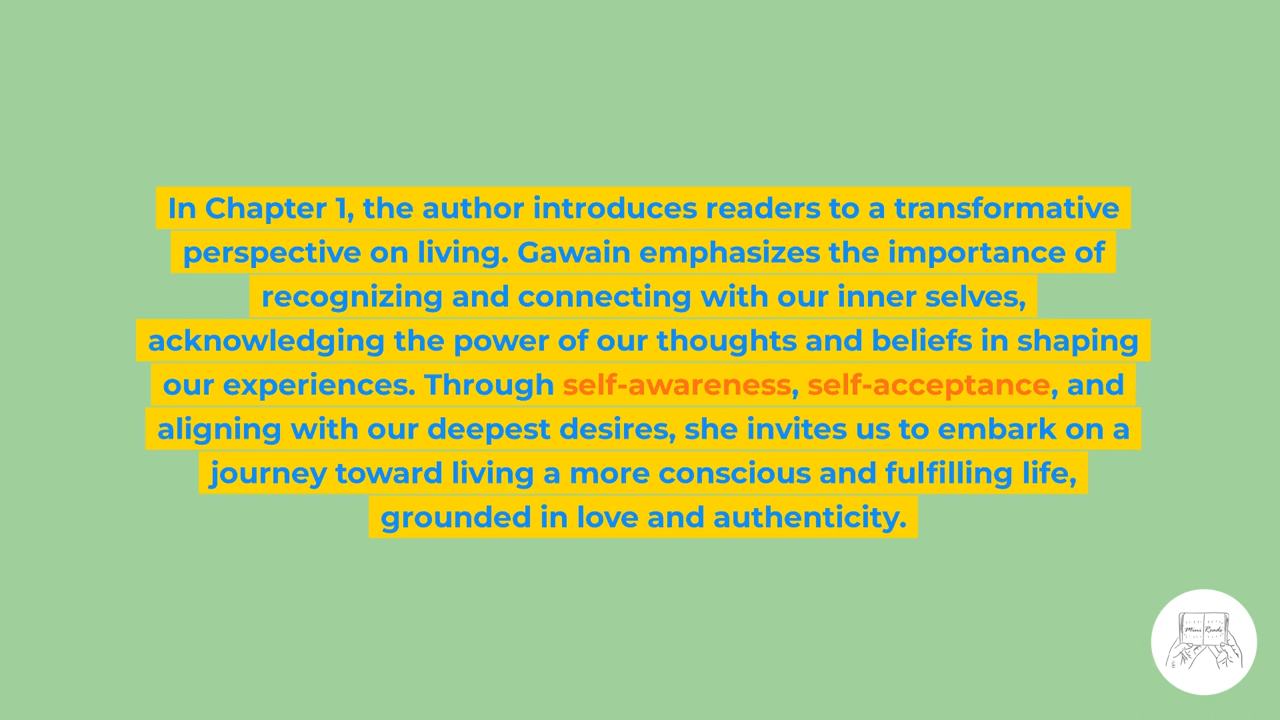 In Chapter 1, the author introduces readers to a transformative
perspective on living. Gawain emphasizes the importance of
recognizing and connecting with our inner selves,
acknowledging the power of our thoughts and beliefs in shaping
our experiences. Through self-awareness, self-acceptance, and
aligning with our deepest desires, she invites us to embark on a
journey toward living a more conscious and fulfilling life,
grounded in love and authenticity.
Mini Reads